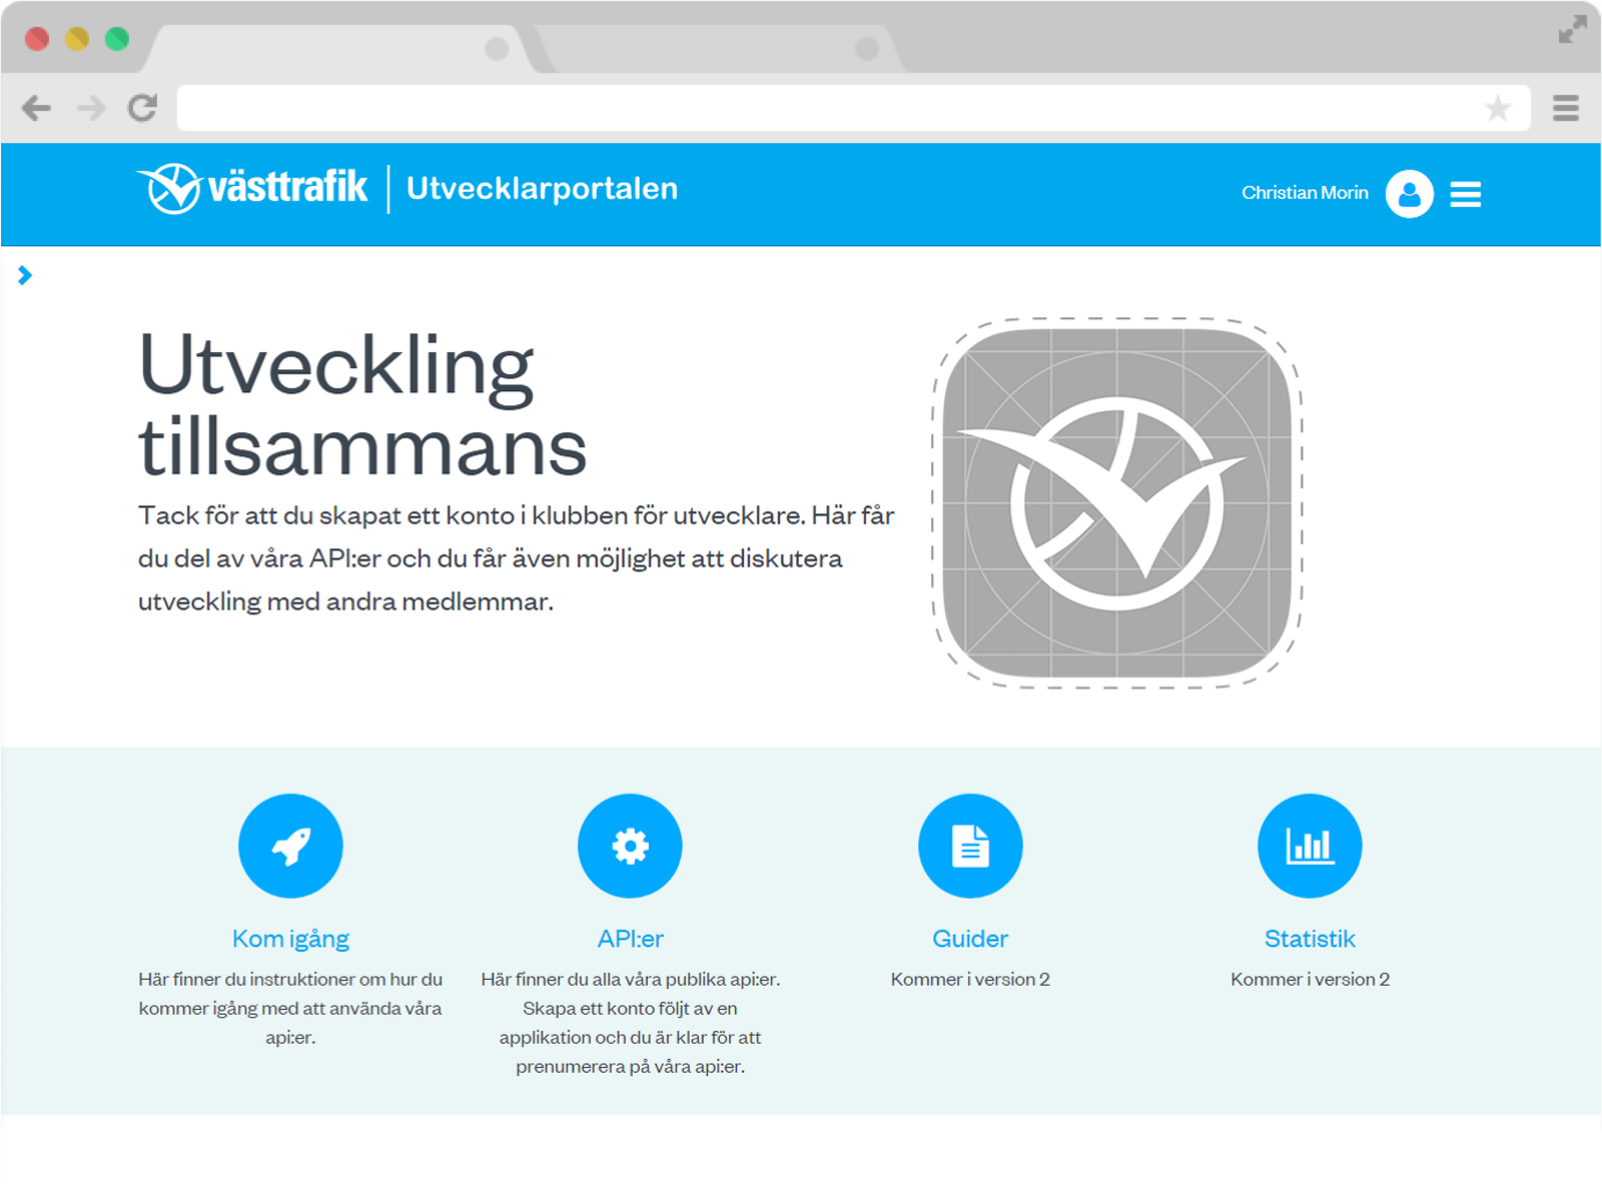 västtrafik | Utvecklarportalen
Christian Morin
Utveckling
tillsammans
Tack för att du skapat ett konto i klubben för utvecklare. Här får
du del av våra API:er och du får även möjlighet att diskutera
utveckling med andra medlemmar.
Kom igång
Här finner du instruktioner om hur du
kommer igång med att använda våra
api:er.
API:er
Här finner du alla våra publika api:er.
Skapa ett konto följt av en
applikation och du är klar för att
prenumerera på våra api:er.
Guider
Kommer i version 2
Statistik
Kommer i version 2